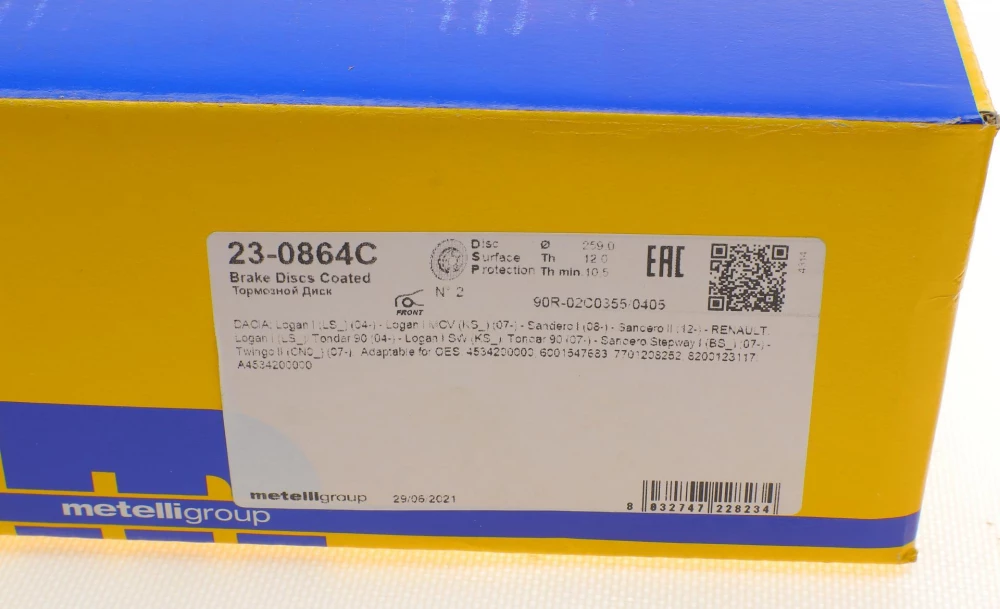 23-0864C
Brake Discs Coated
Тормозной Диск
Disc Ø 259.0
Surface Th 12.0
Protection Th min 10.5
EAC
4314
FRONT
N° 2
90R-02C0355/0405
DACIA: Logan I (LS_) (04-) - Logan I MCV (KS_) (07-) - Sandero I (08-) - Sandero II (12-) - RENAULT:
Logan I (LS_), Tondar 90 (04-) - Logan I SW (KS_), Tondar 90 (07-) - Sandero Stepway I (BS_) (07-) -
Twingo II (CN0_) (07-). Adaptable for OES: 4534200000, 6001547683, 7701208252, 8200123117,
A4534200000
metelligroup 29/06/2021
8 032747 228234
metelligroup